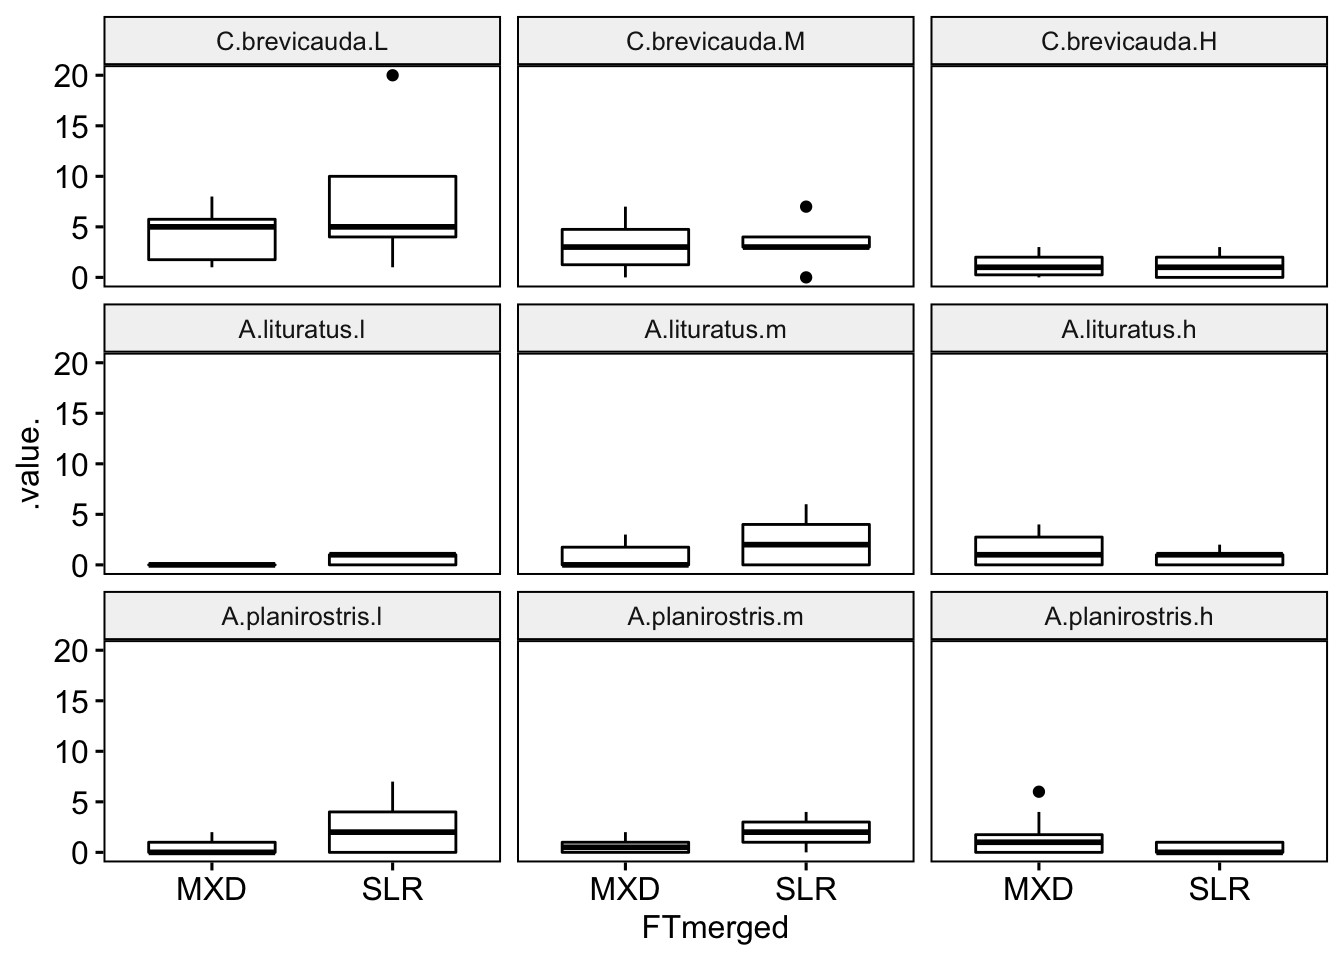 C.brevicauda.L C.brevicauda.M C.brevicauda.H
20
15
10
5
0
A.lituratus.l A.lituratus.m A.lituratus.h
20
15
10
5
0
A.planirostris.l A.planirostris.m A.planirostris.h
20
15
10
5
0
.value.
MXD SLR MXD SLR MXD SLR
FTmerged